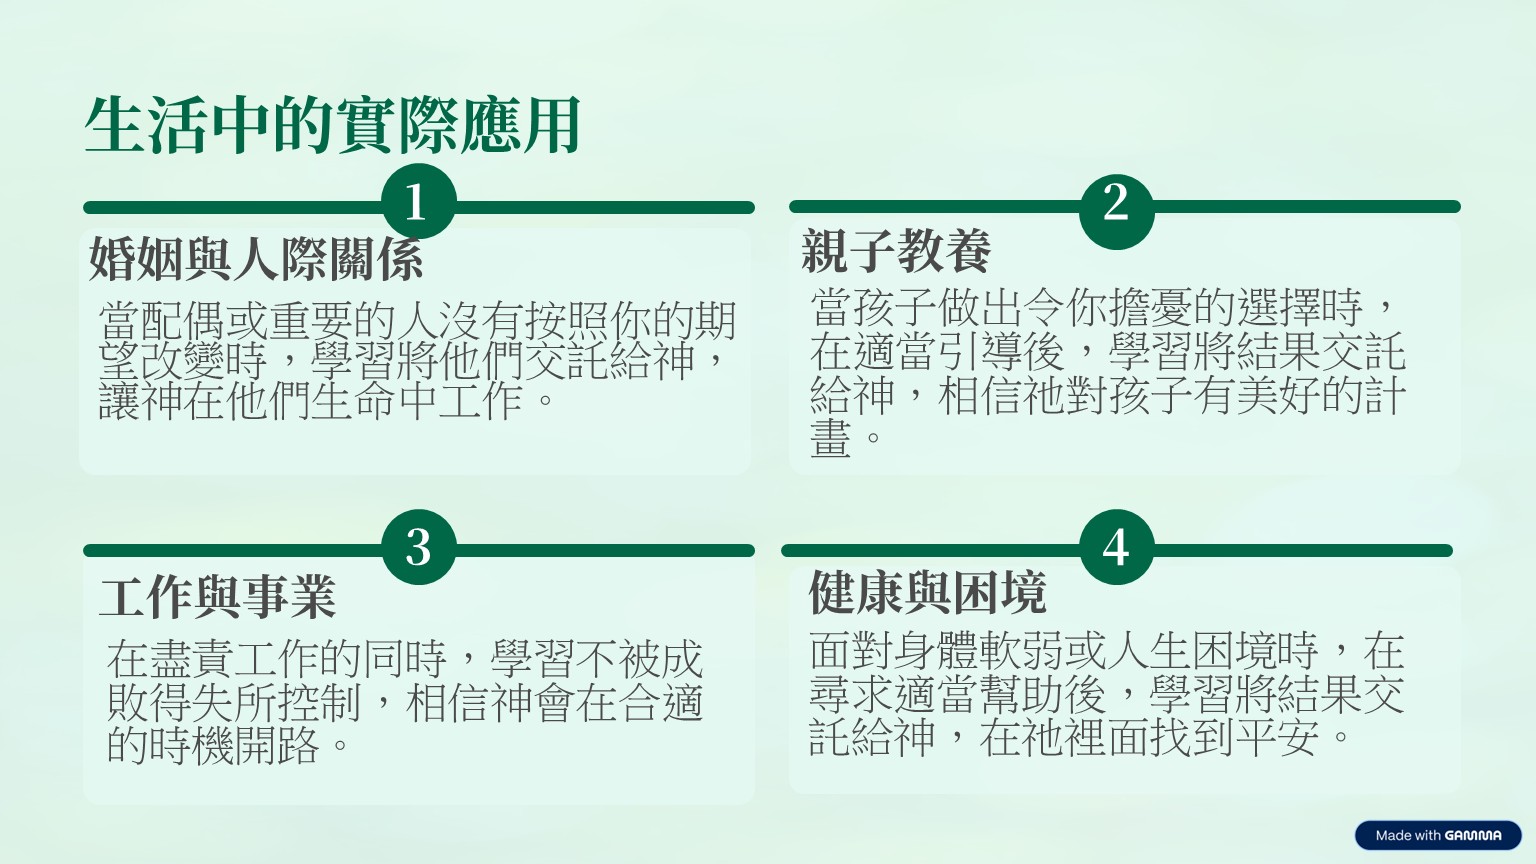 生活中的實際應用
1
婚姻與人際關係
當配偶或重要的人沒有按照你的期
望改變時，學習將他們交託給神，
讓神在他們生命中工作。
2
親子教養
當孩子做出令你擔憂的選擇時，
在適當引導後，學習將結果交託
給神，相信祂對孩子有美好的計
畫。
3
工作與事業
在盡責工作的同時，學習不被成
敗得失所控制，相信神會在合適
的時機開路。
4
健康與困境
面對身體軟弱或人生困境時，在
尋求適當幫助後，學習將結果交
託給神，在祂裡面找到平安。
Made with GAMMA